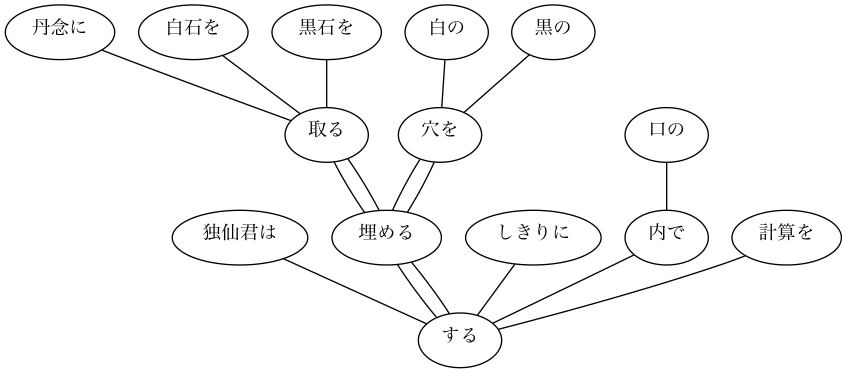 丹念に 白石を 黒石を 白の 黒の
取る 穴を 口の
独仙君は 埋める しきりに 内で 計算を
する